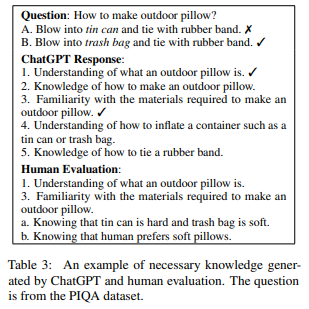 Question: How to make outdoor pillow?
A. Blow into tin can and tie with rubber band. ✗
B. Blow into trash bag and tie with rubber band. ✓
ChatGPT Response:
1. Understanding of what an outdoor pillow is. ✓
2. Knowledge of how to make an outdoor pillow.
3. Familiarity with the materials required to make an
outdoor pillow. ✓
4. Understanding of how to inflate a container such as a
tin can or trash bag.
5. Knowledge of how to tie a rubber band.
Human Evaluation:
1. Understanding of what an outdoor pillow is.
3. Familiarity with the materials required to make an
outdoor pillow.
a. Knowing that tin can is hard and trash bag is soft.
b. Knowing that human prefers soft pillows.
Table 3: An example of necessary knowledge gener-
ated by ChatGPT and human evaluation. The question
is from the PIQA dataset.